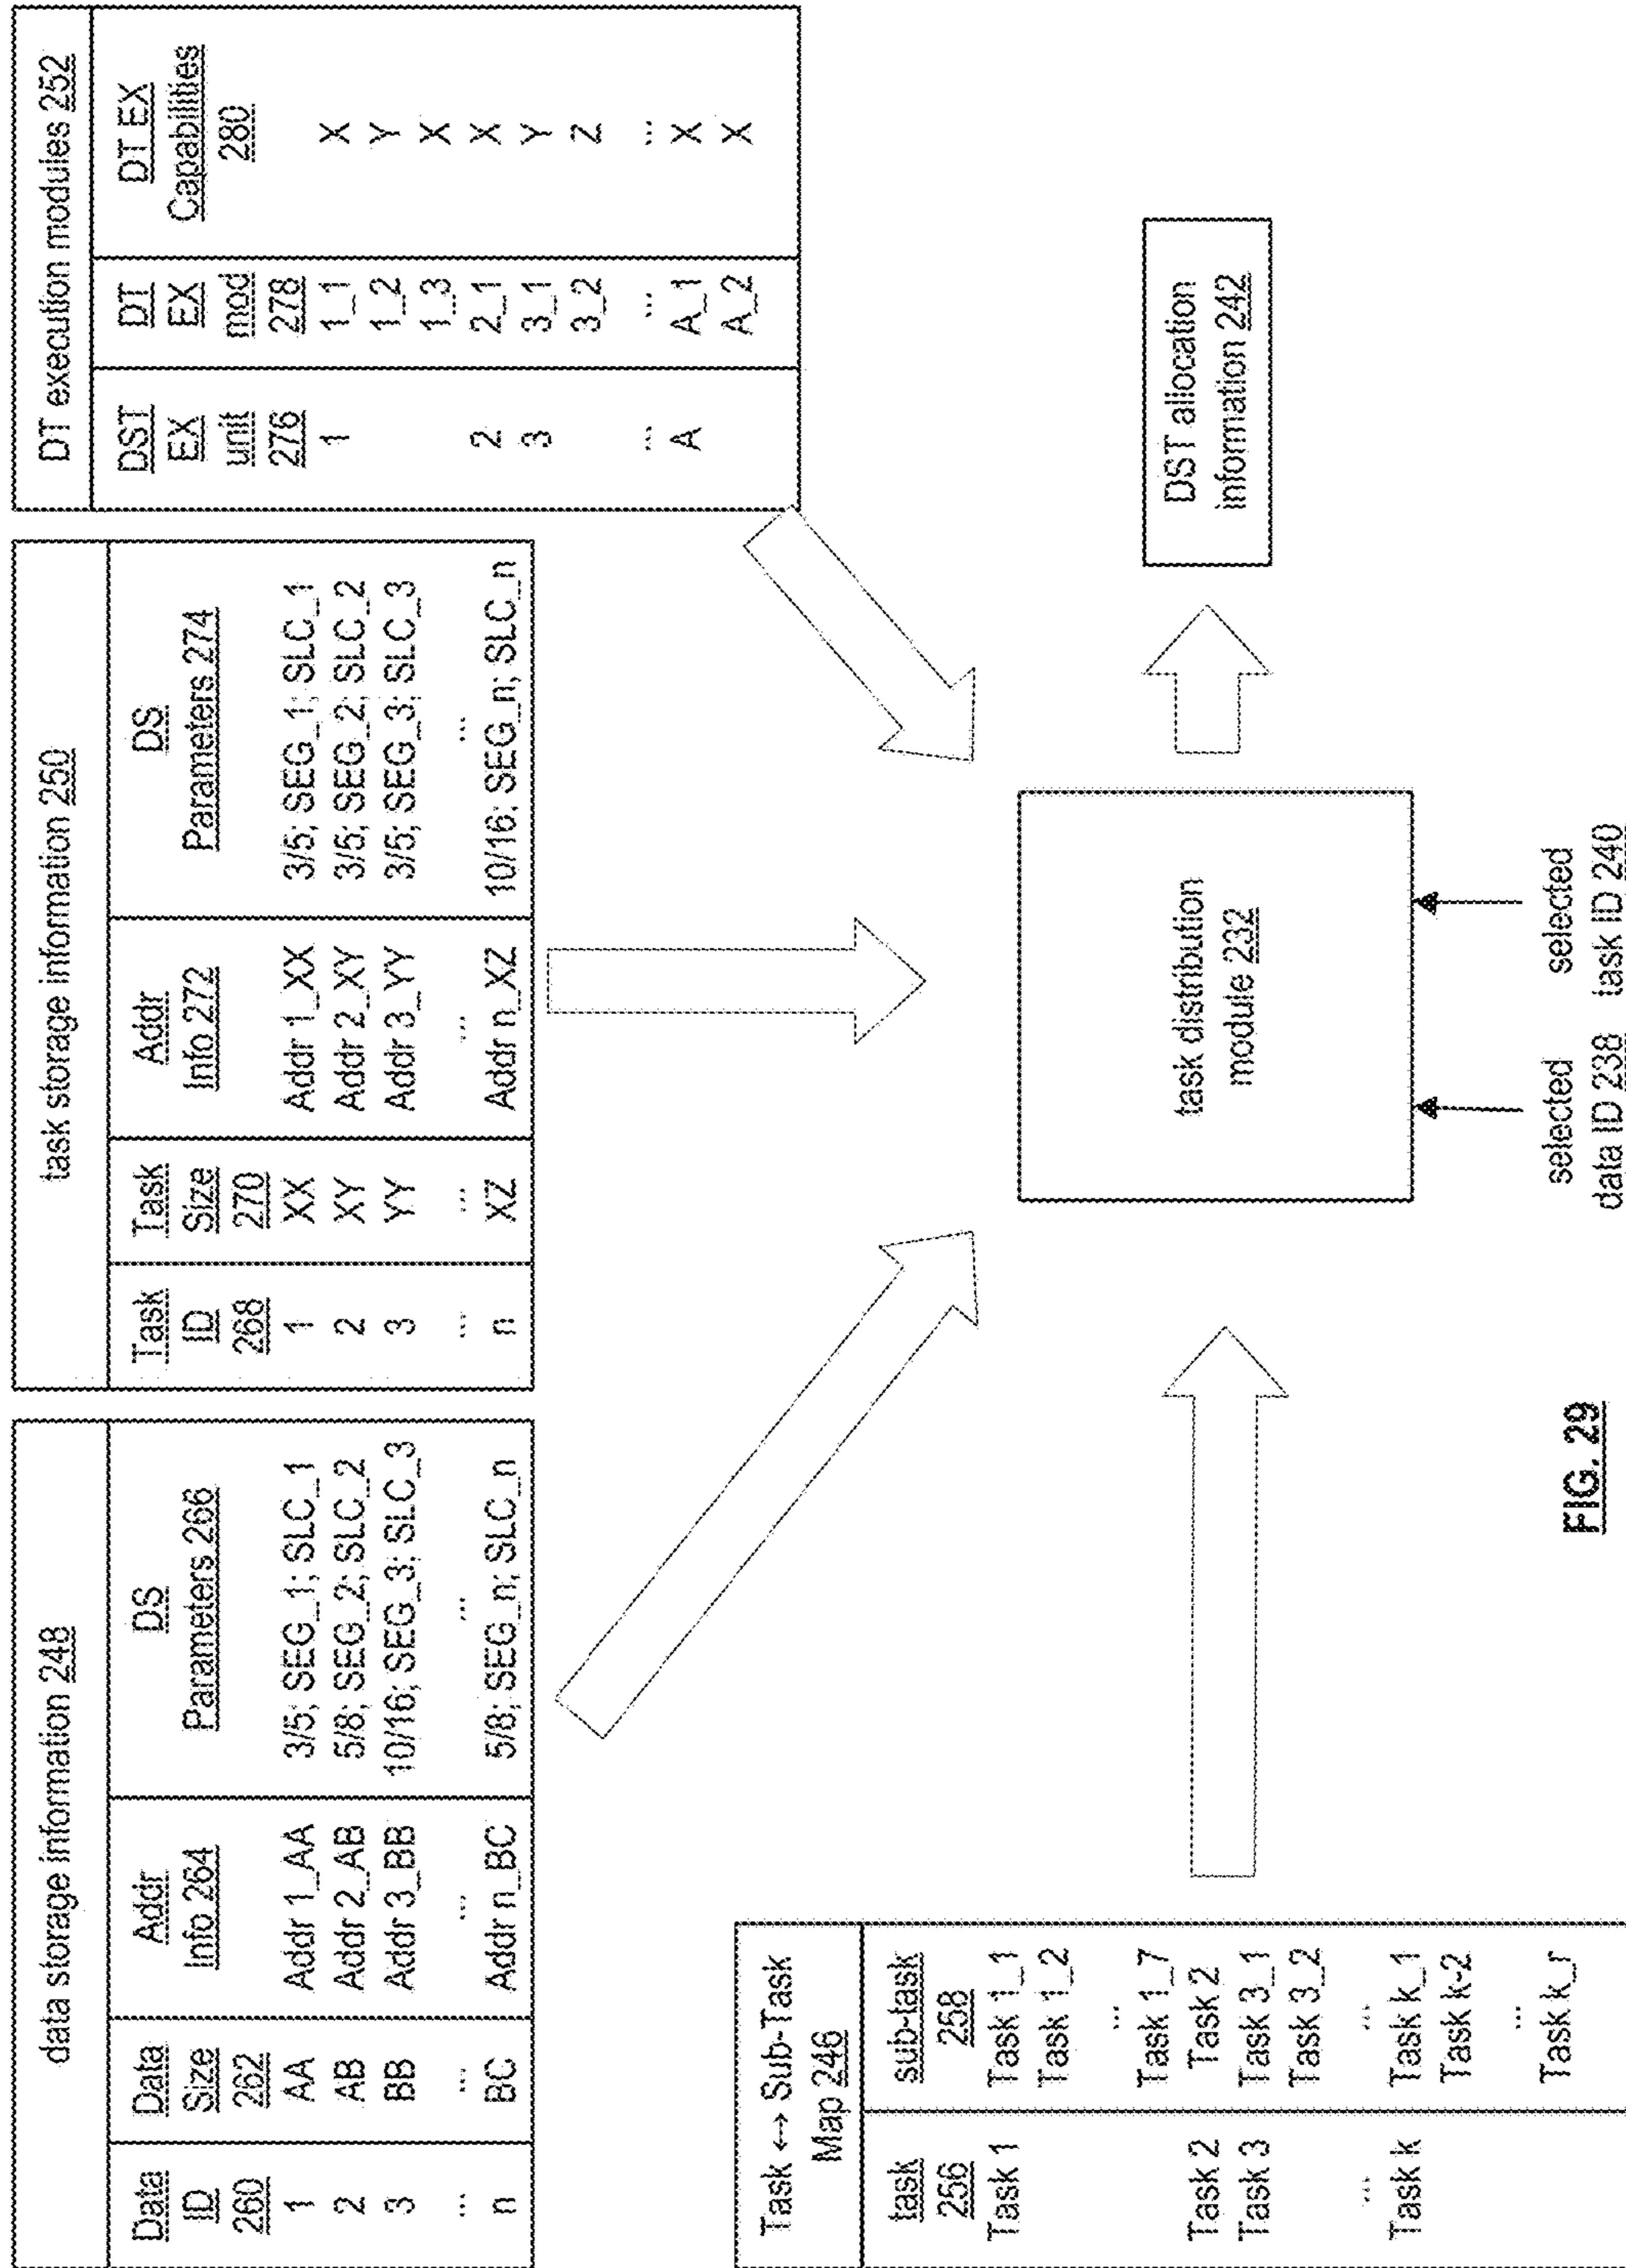 data storage information 248
Data ID 260 Data Size 262 Addr Info 264 DS Parameters 266
1 AA Addr 1_AA 3/5; SEG_1; SLC_1
2 AB Addr 2_AB 5/8; SEG_2; SLC_2
3 BB Addr 3_BB 10/16; SEG_3; SLC_3
... ... ... ...
n BC Addr n_BC 5/8; SEG_n; SLC_n
task storage information 250
Task ID 268 Task Size 270 Addr Info 272 DS Parameters 274
1 XX Addr 1_XX 3/5; SEG_1; SLC_1
2 XY Addr 2_XY 3/5; SEG_2; SLC_2
3 YY Addr 3_YY 3/5; SEG_3; SLC_3
... ... ... ...
n XZ Addr n_XZ 10/16; SEG_n; SLC_n
DT execution modules 252
DST EX unit 276 DT EX mod 278 DT EX Capabilities 280
1 1_1 X
1_2 Y
1_3 X
2 2_1 X
3 3_1 Y
3_2 Z
... ... ...
A A_1 X
A_2 X
Task ↔ Sub-Task
Map 246
task 256 sub-task 258
Task 1 Task 1_1
Task 1_2
...
Task 1_7
Task 2 Task 2
Task 3 Task 3_1
Task 3_2
... ...
Task k Task k_1
Task k-2
...
Task k_r
task distribution
module 232
DST allocation
information 242
selected
data ID 238
selected
task ID 240
FIG. 29